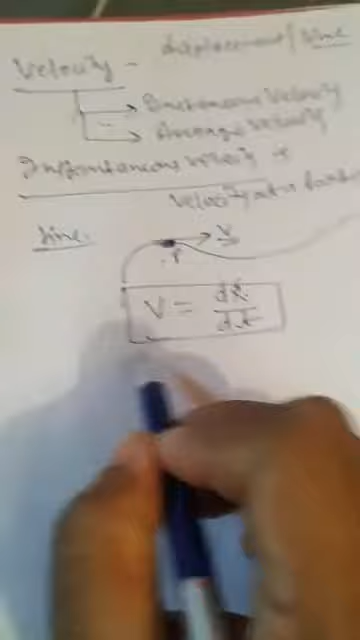 Velocity - displacement / time
→ Instantaneous Velocity
→ Average Velocity
Instantaneous velocity →
Velocity at a
time.
V
P
V = dx/dt